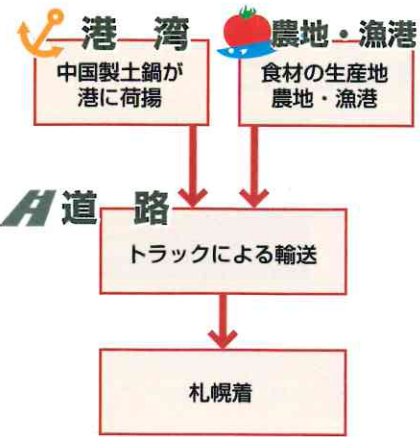 港 湾
中国製土鍋が
港に荷揚
農地・漁港
食材の生産地
農地・漁港
道 路
トラックによる輸送
札幌着